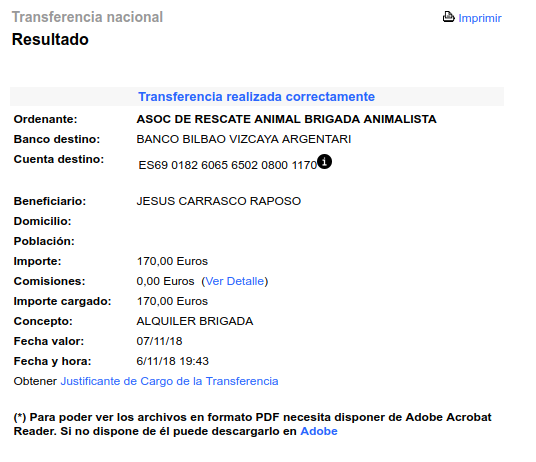 Transferencia nacional
Imprimir
Resultado
Transferencia realizada correctamente
Ordenante: ASOC DE RESCATE ANIMAL BRIGADA ANIMALISTA
Banco destino: BANCO BILBAO VIZCAYA ARGENTARI
Cuenta destino: ES69 0182 6065 6502 0800 1170 i
Beneficiario: JESUS CARRASCO RAPOSO
Domicilio:
Población:
Importe: 170,00 Euros
Comisiones: 0,00 Euros (Ver Detalle)
Importe cargado: 170,00 Euros
Concepto: ALQUILER BRIGADA
Fecha valor: 07/11/18
Fecha y hora: 6/11/18 19:43
Obtener Justificante de Cargo de la Transferencia
(*) Para poder ver los archivos en formato PDF necesita disponer de Adobe Acrobat
Reader. Si no dispone de él puede descargarlo en Adobe